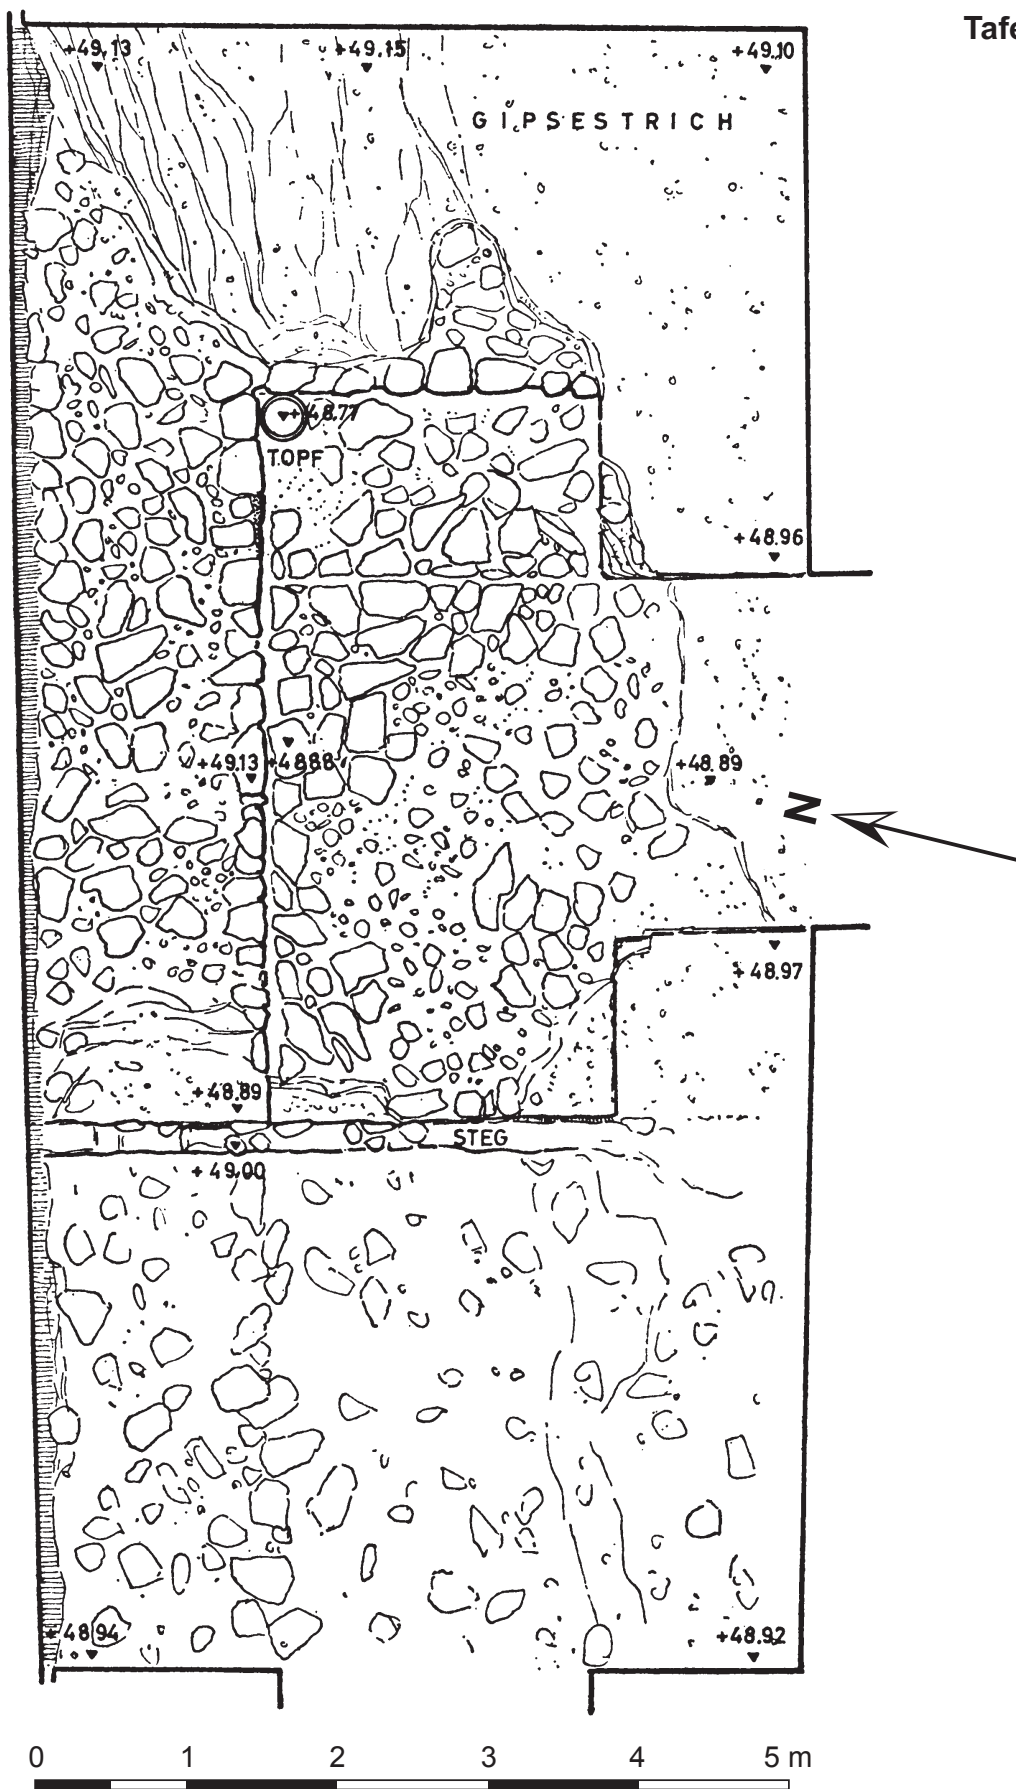 Tafe
+49.13 +49.15 +49.10
GIPSESTRICH
+48.77
TOPF
+48.96
+49.13 +48.88 +48.89
N
+48.97
+48.89
STEG
+49.00
+48.94 +48.92
0 1 2 3 4 5 m